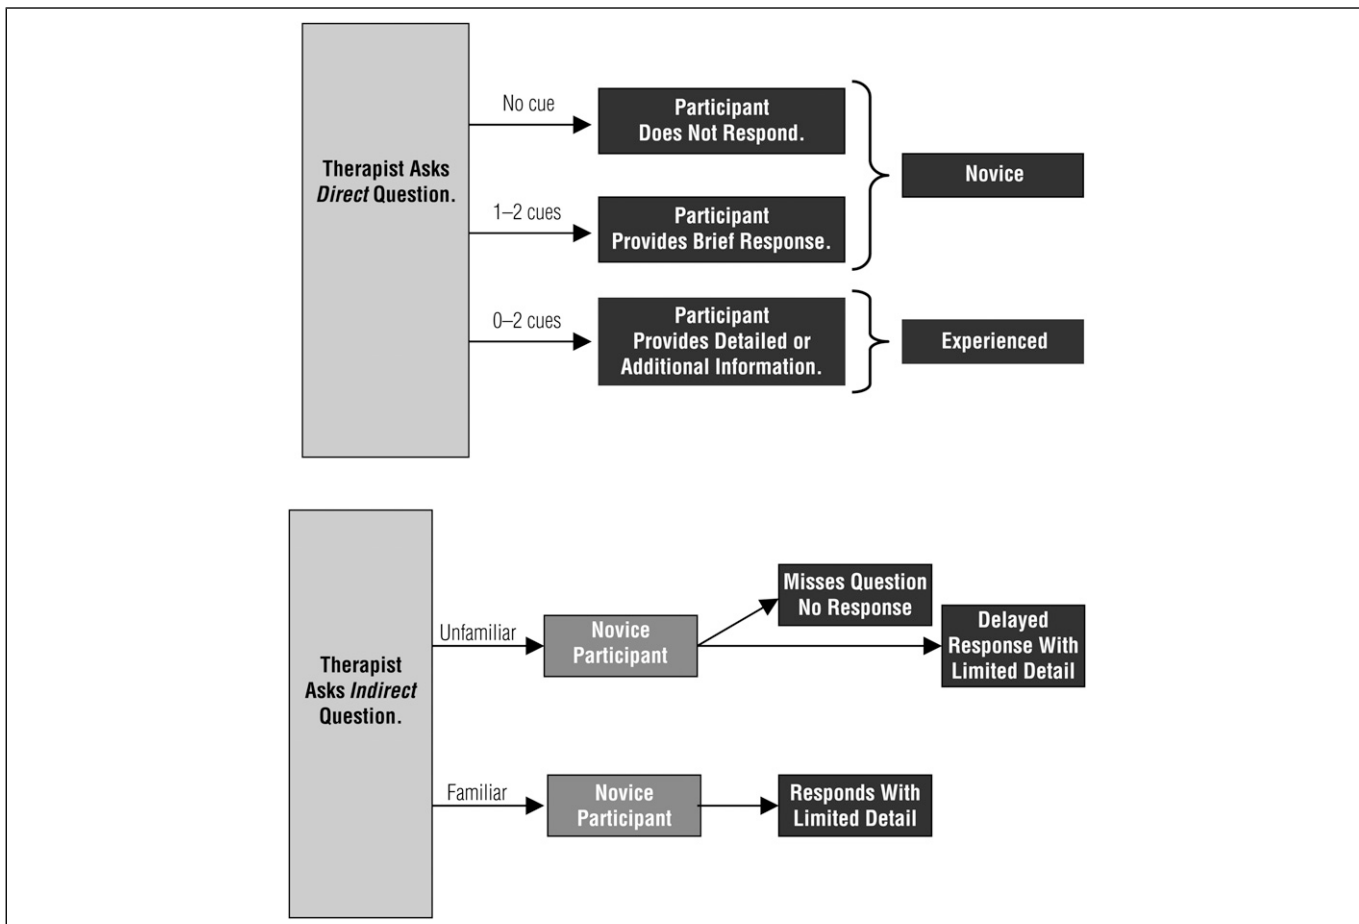 No cue
Participant
Does Not Respond.
Therapist Asks
Direct Question.
Novice
1–2 cues
Participant
Provides Brief Response.
0–2 cues
Participant
Provides Detailed or
Additional Information.
Experienced
Misses Question
No Response
Unfamiliar
Novice
Participant
Delayed
Response With
Limited Detail
Therapist
Asks Indirect
Question.
Familiar
Novice
Participant
Responds With
Limited Detail